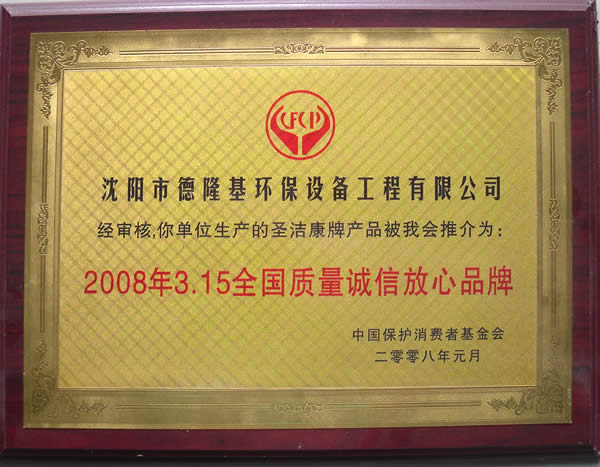 CFCP
沈阳市德隆基环保设备工程有限公司
经审核,你单位生产的圣洁康牌产品被我会推介为:
2008年3.15全国质量诚信放心品牌
中国保护消费者基金会
二零零八年元月